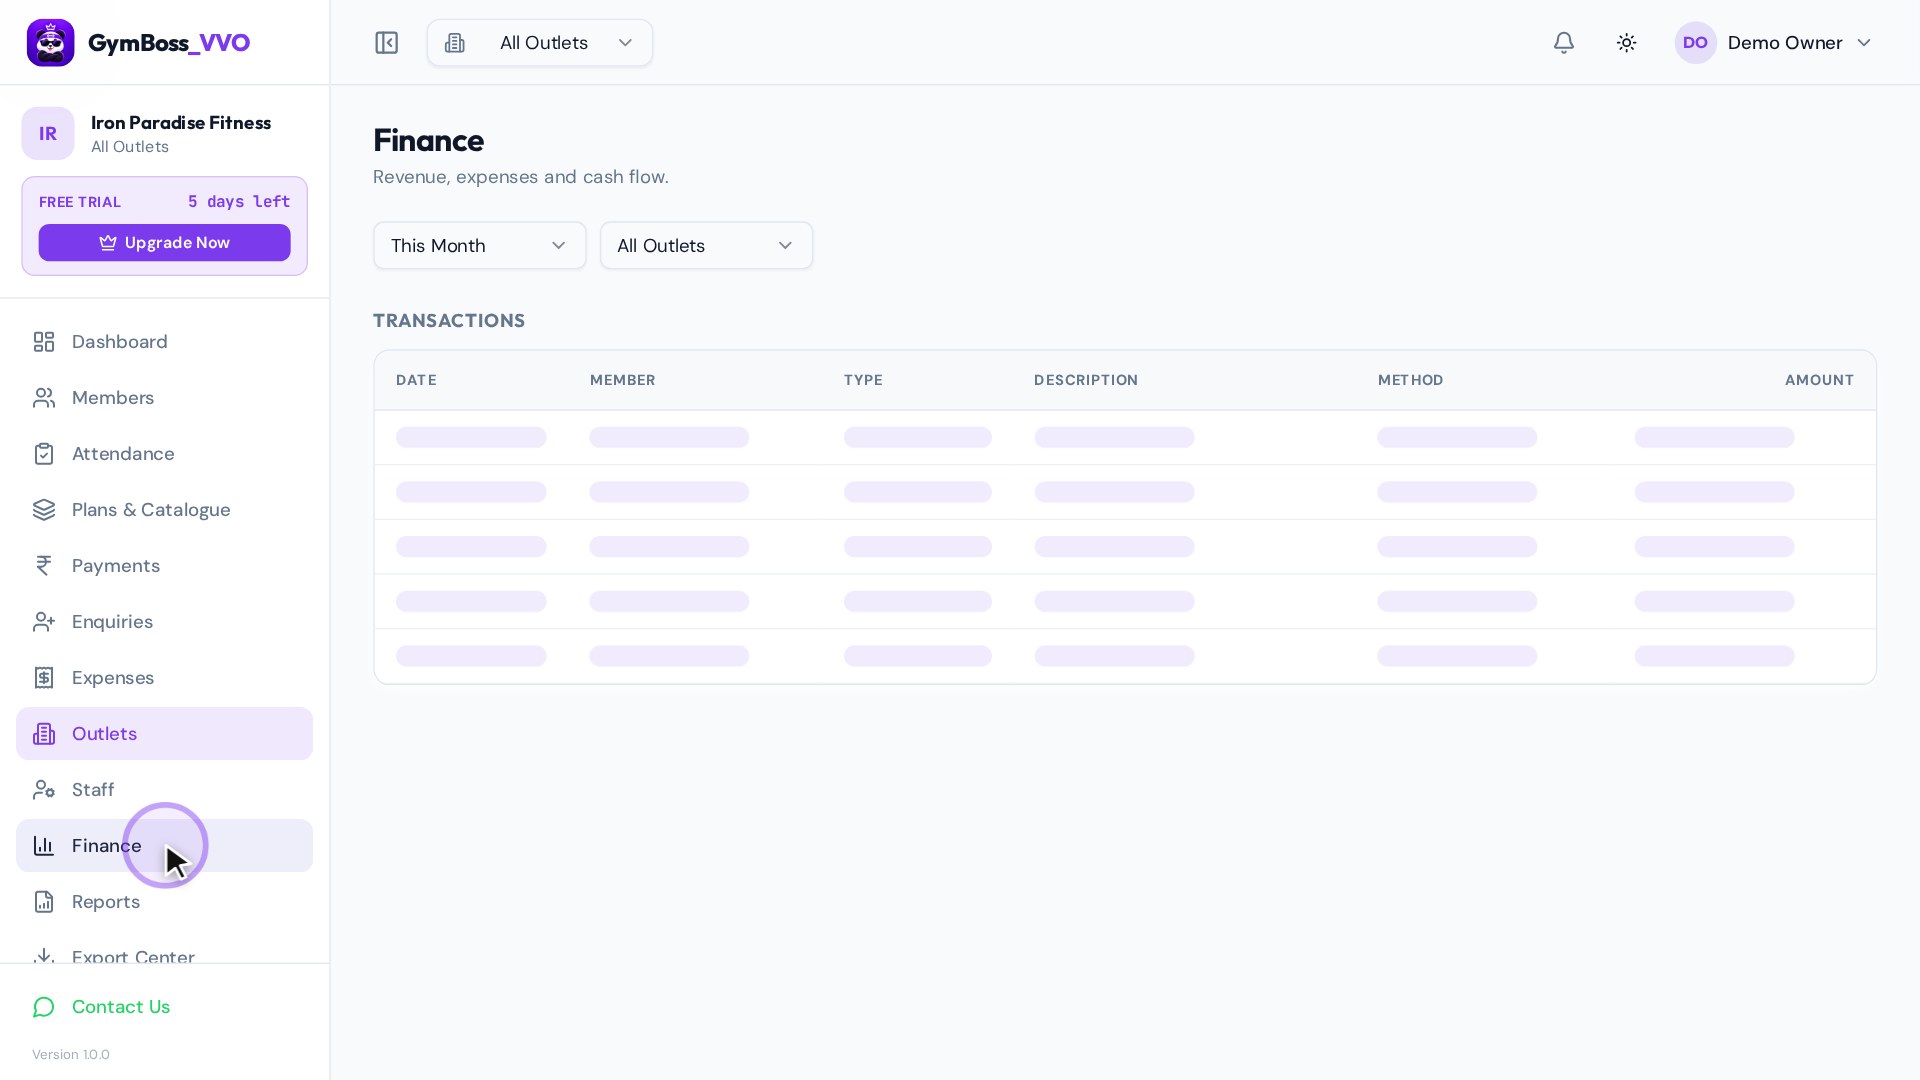 GymBoss_VVO
All Outlets
DO
Demo Owner
IR
Iron Paradise Fitness
All Outlets
FREE TRIAL
5 days left
Upgrade Now
Dashboard
Members
Attendance
Plans & Catalogue
Payments
Enquiries
Expenses
Outlets
Staff
Finance
Reports
Export Center
Contact Us
Version 1.0.0
Finance
Revenue, expenses and cash flow.
This Month
All Outlets
TRANSACTIONS
DATE MEMBER TYPE DESCRIPTION METHOD AMOUNT